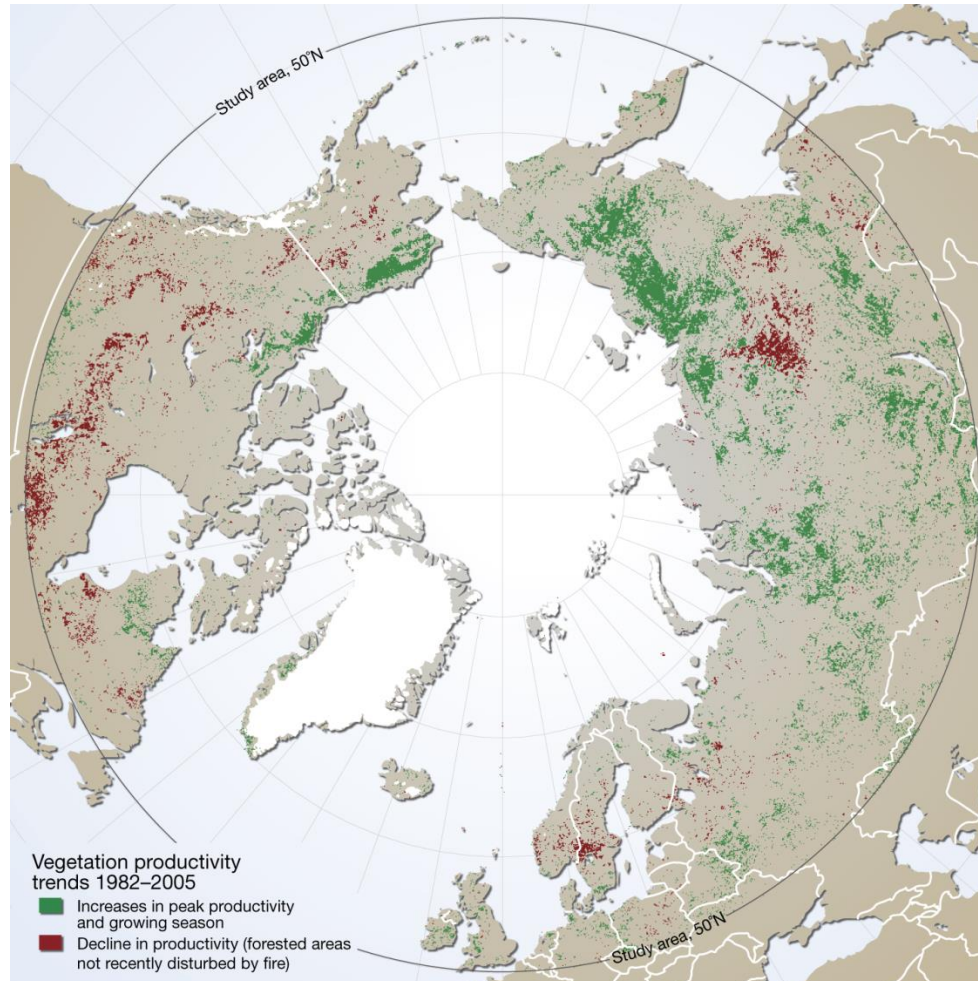 Study area, 50°N
Study area, 50°N
Vegetation productivity
trends 1982–2005
Increases in peak productivity
and growing season
Decline in productivity (forested areas
not recently disturbed by fire)